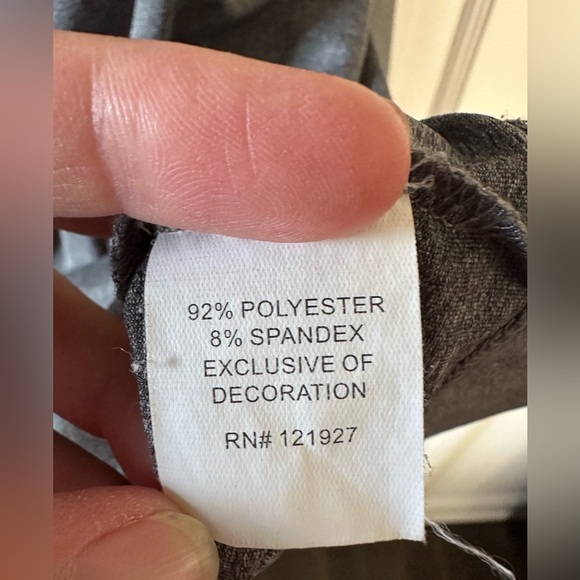 92% POLYESTER
8% SPANDEX
EXCLUSIVE OF
DECORATION
RN# 121927